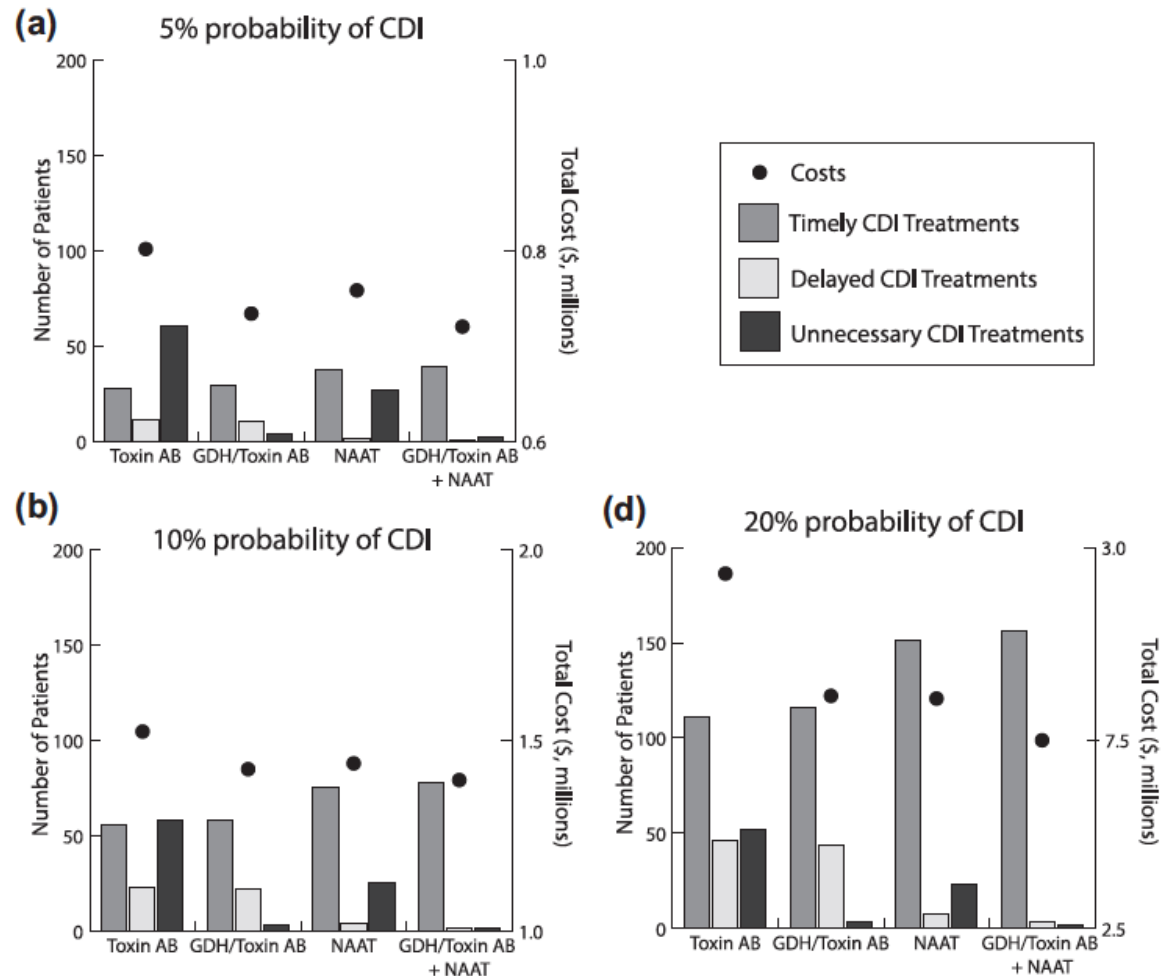 (a)
5% probability of CDI
200
150
100
50
0
Number of Patients
1.0
0.8
0.6
Total Cost ($, millions)
Toxin AB
GDH/Toxin AB
NAAT
GDH/Toxin AB
+ NAAT
Costs
Timely CDI Treatments
Delayed CDI Treatments
Unnecessary CDI Treatments
(b)
10% probability of CDI
200
150
100
50
0
Number of Patients
2.0
1.5
1.0
Total Cost ($, millions)
Toxin AB
GDH/Toxin AB
NAAT
GDH/Toxin AB
+ NAAT
(d)
20% probability of CDI
200
150
100
50
0
Number of Patients
3.0
7.5
2.5
Total Cost ($, millions)
Toxin AB
GDH/Toxin AB
NAAT
GDH/Toxin AB
+ NAAT